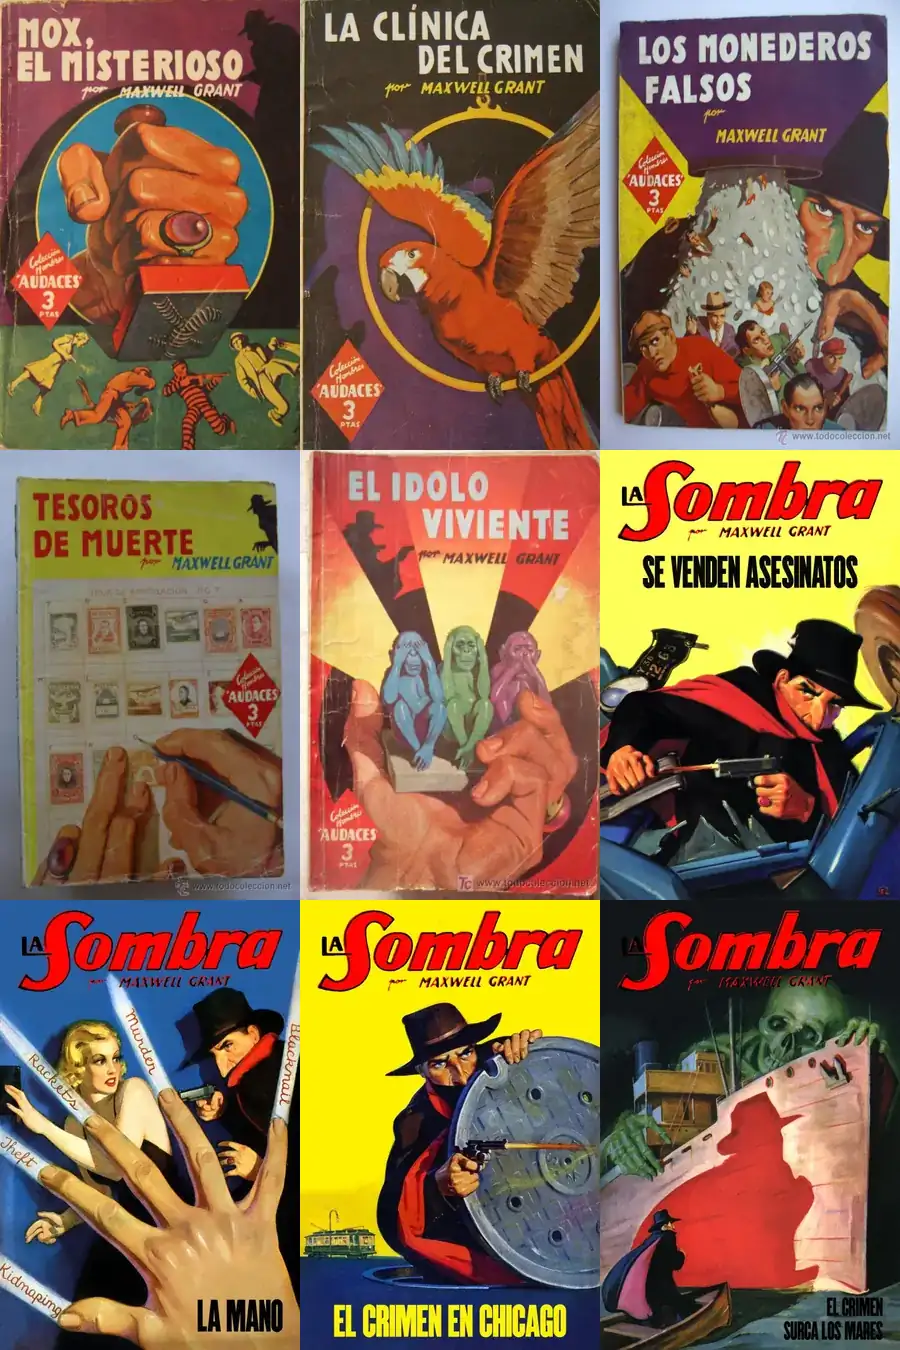 MOX,
EL MISTERIOSO
por MAXWELL GRANT
Colección
Hombres
"AUDACES"
3
PTAS
LA CLÍNICA
DEL CRIMEN
por MAXWELL GRANT
Colección
Hombres
"AUDACES"
3
PTAS
LOS MONEDEROS
FALSOS
por
MAXWELL GRANT
Colección
Hombres
"AUDACES"
3
PTAS
www.todocoleccion.net
TESOROS
DE MUERTE
por MAXWELL GRANT
Colección
Hombres
"AUDACES"
3
PTAS
www.todocoleccion.net
EL IDOLO
VIVIENTE
por MAXWELL GRANT
Colección
Hombres
"AUDACES"
3
PTAS
TC www.todocoleccion.net
LA Sombra
por MAXWELL GRANT
SE VENDEN ASESINATOS
LA Sombra
por MAXWELL GRANT
Murder
Blackmail
Rackets
Theft
Kidnaping
LA MANO
LA Sombra
por MAXWELL GRANT
EL CRIMEN EN CHICAGO
LA Sombra
por MAXWELL GRANT
EL CRIMEN
SURCA LOS MARES